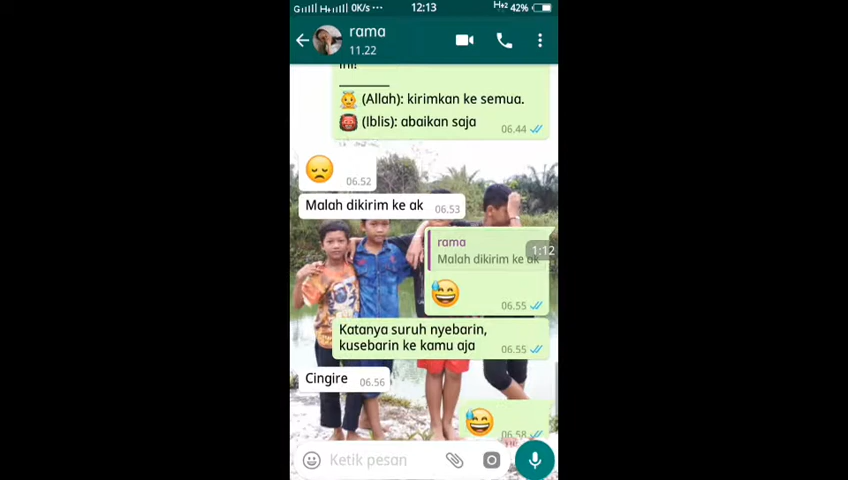 0K/s ... 12:13 H+2 42%
rama
11.22
ini!
(Allah): kirimkan ke semua.
(Iblis): abaikan saja
06.44
06.52
Malah dikirim ke ak 06.53
rama
Malah dikirim ke ak
1:12
06.55
Katanya suruh nyebarin,
kusebarin ke kamu aja 06.55
Cingire 06.56
06.58
Ketik pesan